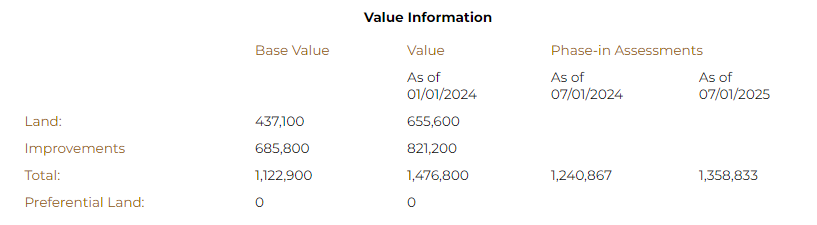 Value Information
Base Value Value Phase-in Assessments
As of As of As of
01/01/2024 07/01/2024 07/01/2025
Land: 437,100 655,600
Improvements 685,800 821,200
Total: 1,122,900 1,476,800 1,240,867 1,358,833
Preferential Land: 0 0